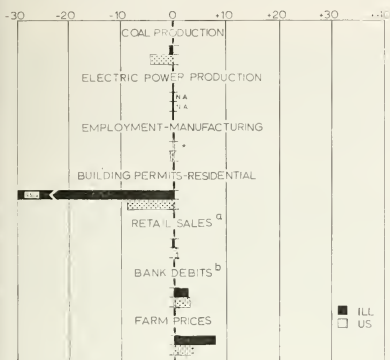 -30 -20 -10 0 +10 +20 +30 +40
COAL PRODUCTION
ELECTRIC POWER PRODUCTION
NA
NA
EMPLOYMENT-MANUFACTURING
BUILDING PERMITS-RESIDENTIAL
RETAIL SALES a
BANK DEBITS b
FARM PRICES
ILL
US